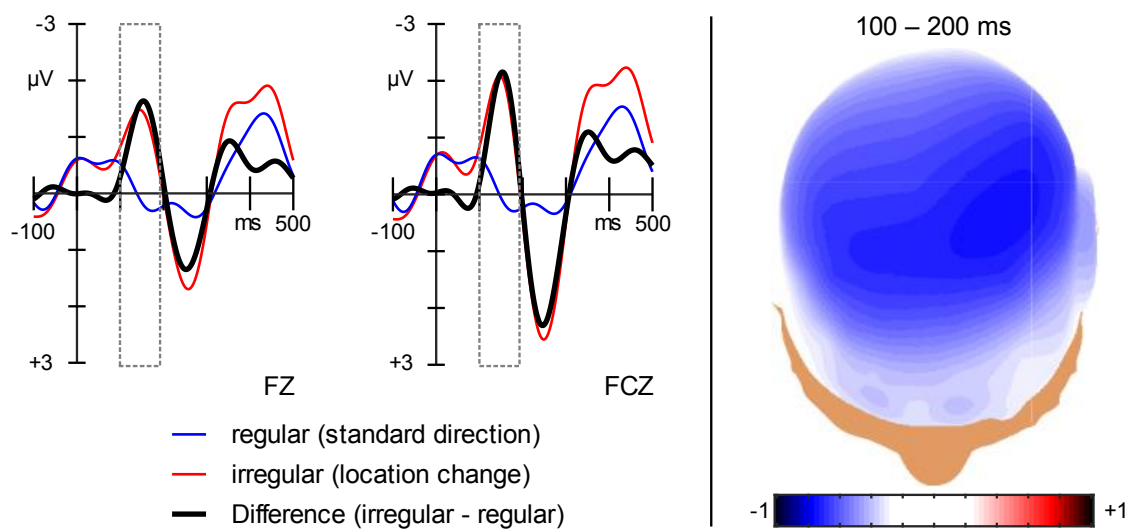 -3
µV
-100
ms
500
+3
FZ
-3
µV
-100
ms
500
+3
FCZ
regular (standard direction)
irregular (location change)
Difference (irregular - regular)
100 – 200 ms
-1
+1